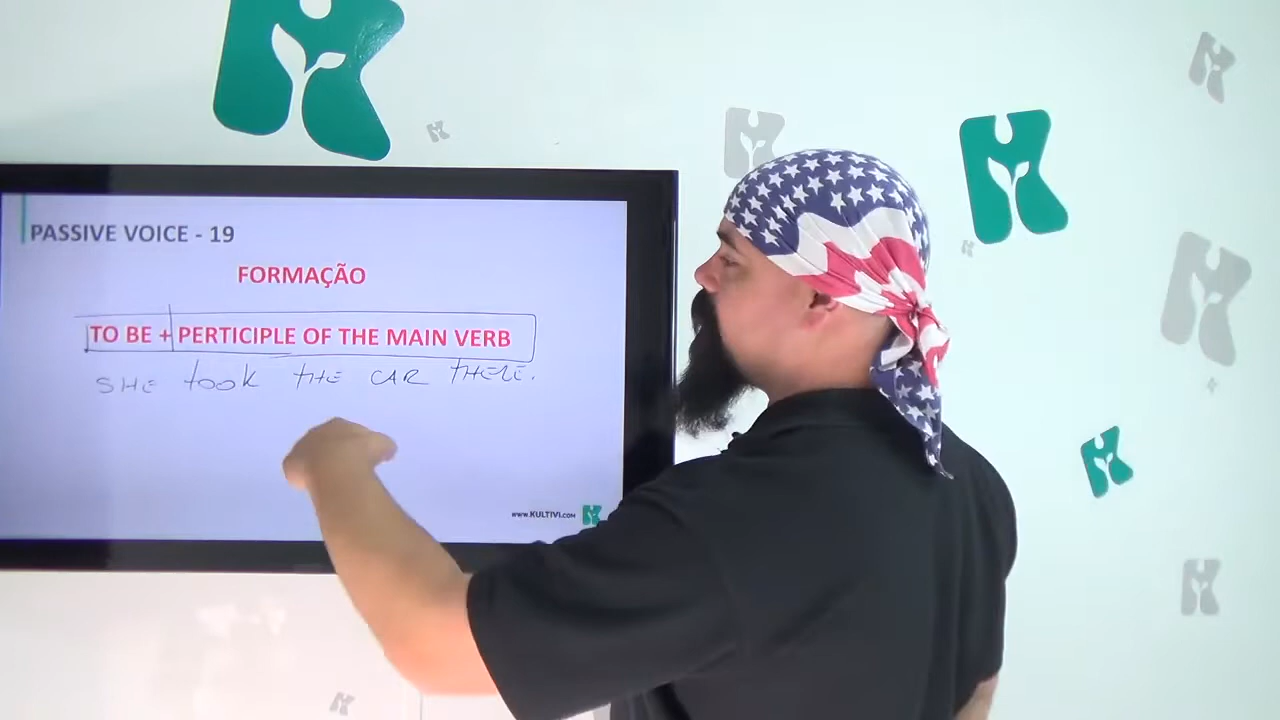 PASSIVE VOICE - 19
FORMAÇÃO
TO BE + PERTICIPLE OF THE MAIN VERB
SHE took THE CAR THERE.
www.KULTIVI.COM